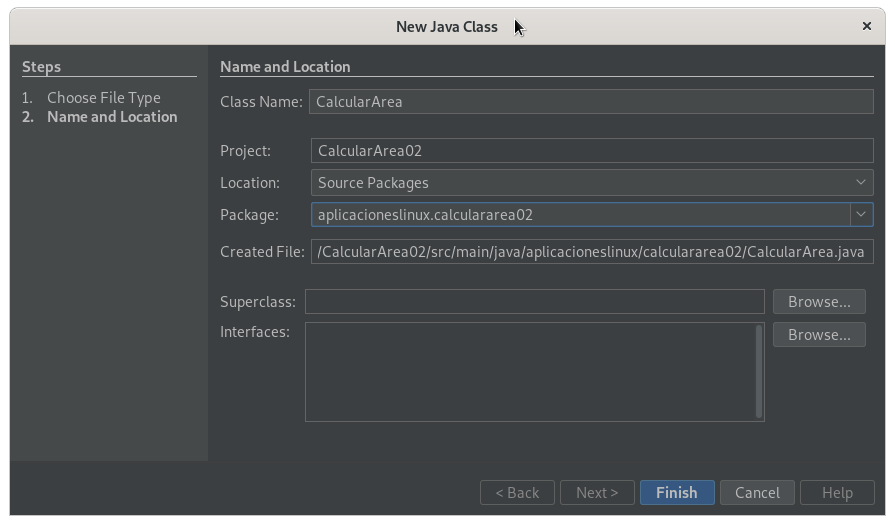 New Java Class
Steps
1. Choose File Type
2. Name and Location
Name and Location
Class Name: CalcularArea
Project: CalcularArea02
Location: Source Packages
Package: aplicacioneslinux.calculararea02
Created File: /CalcularArea02/src/main/java/aplicacioneslinux/calculararea02/CalcularArea.java
Superclass: Browse...
Interfaces: Browse...
< Back Next > Finish Cancel Help